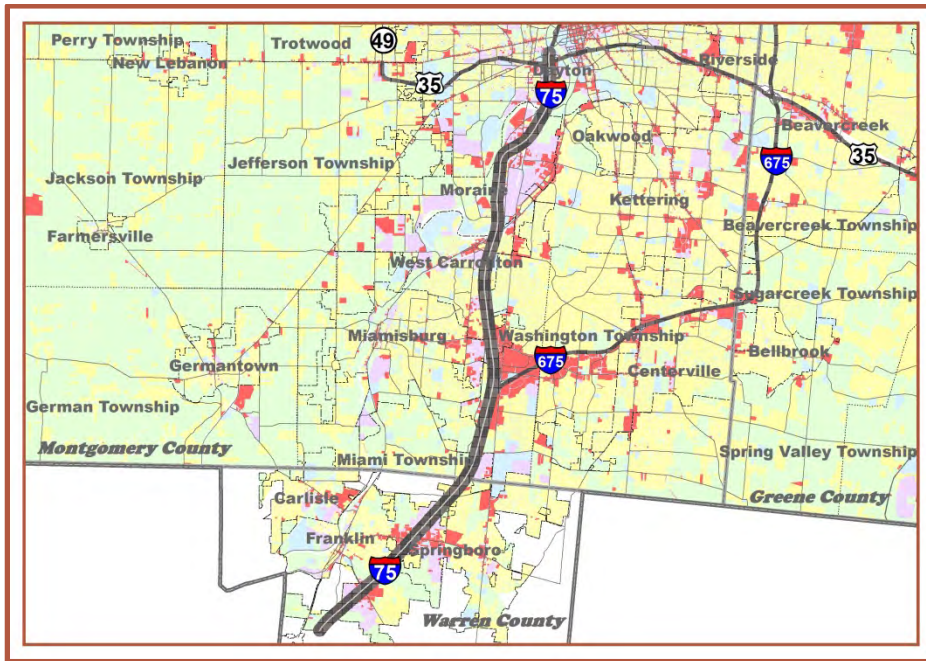 Perry Township
Trotwood
49
New Lebanon
Riverside
Dayton
35
75
Beavercreek
Oakwood
35
675
Jefferson Township
Jackson Township
Moraine
Kettering
Beavercreek Township
Farmersville
West Carrollton
Sugarcreek Township
Miamisburg
Washington Township
675
Bellbrook
Germantown
Centerville
German Township
Montgomery County
Miami Township
Spring Valley Township
Carlisle
Greene County
Franklin
Springboro
75
Warren County